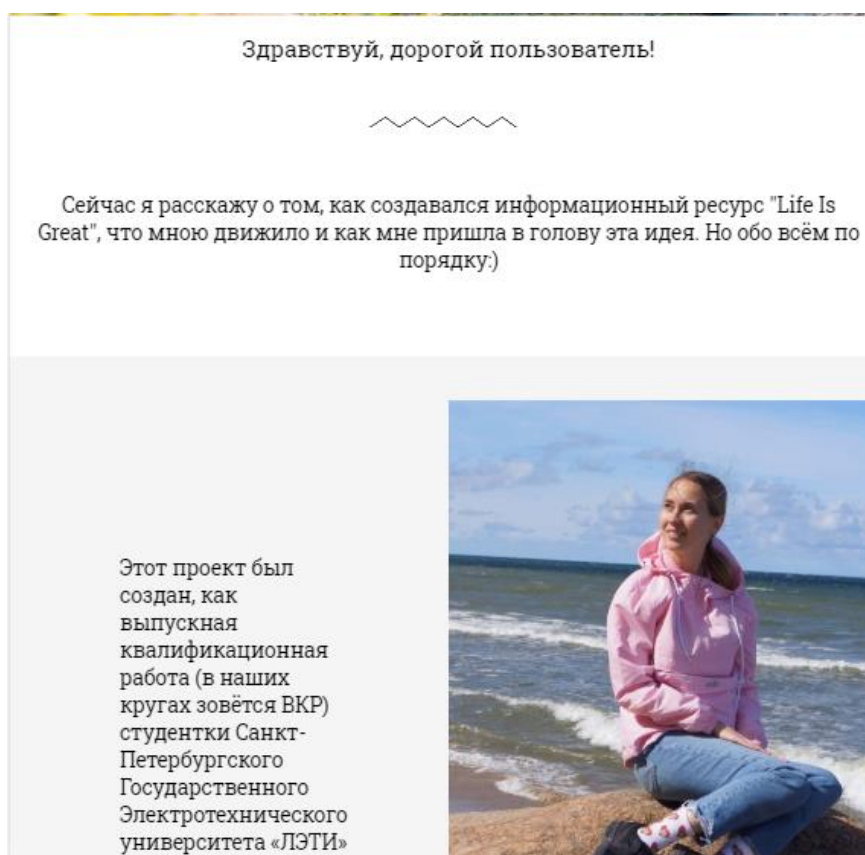 Здравствуй, дорогой пользователь!
Сейчас я расскажу о том, как создавался информационный ресурс "Life Is
Great", что мною движило и как мне пришла в голову эта идея. Но обо всём по
порядку:)
Этот проект был
создан, как
выпускная
квалификационная
работа (в наших
кругах зовётся ВКР)
студентки Санкт-
Петербургского
Государственного
Электротехнического
университета «ЛЭТИ»